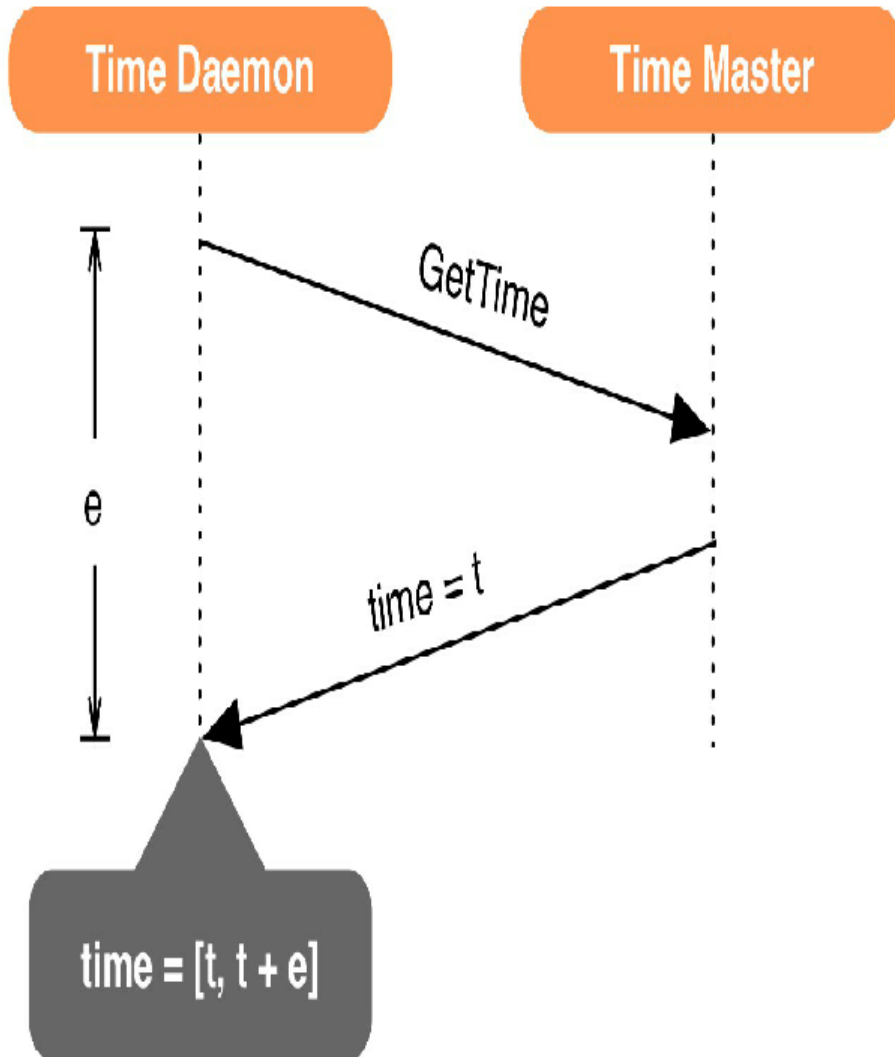 Time Daemon
Time Master
GetTime
e
time = t
time = [t, t + e]